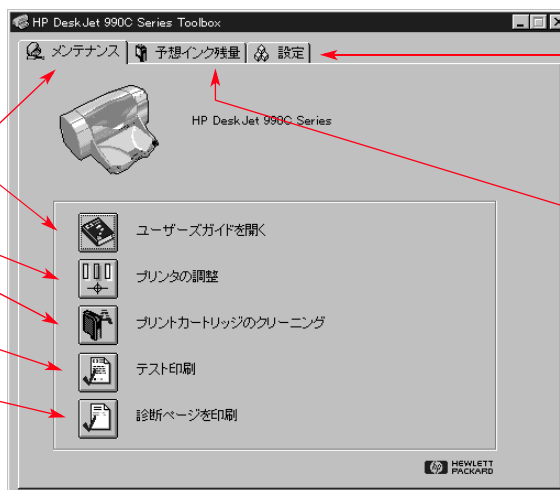 HP DeskJet 990C Series Toolbox
メンテナンス 予想インク残量 設定
HP DeskJet 990C Series
ユーザーズガイドを開く
プリンタの調整
プリントカートリッジのクリーニング
テスト印刷
診断ページを印刷
hp HEWLETT
PACKARD